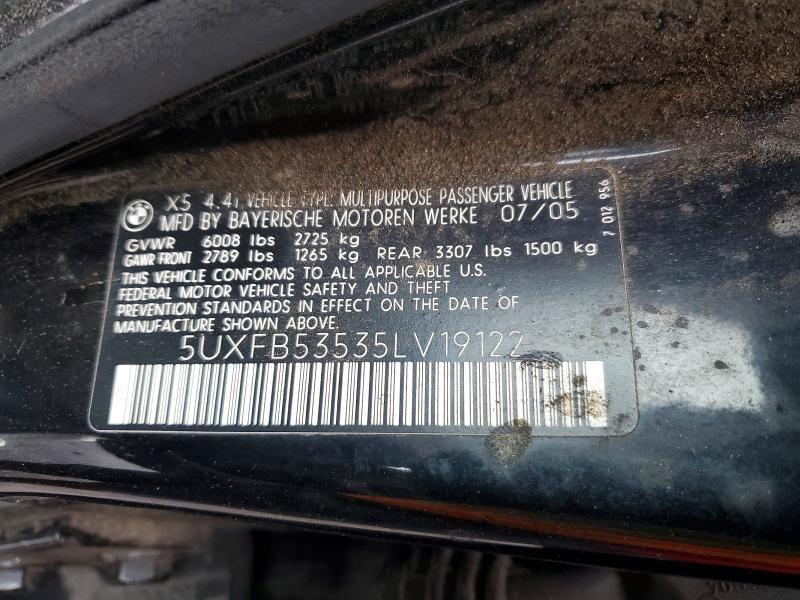 X5 4.4i VEHICLE TYPE: MULTIPURPOSE PASSENGER VEHICLE
MFD BY BAYERISCHE MOTOREN WERKE 07/05
GVWR 6008 lbs 2725 kg
GAWR FRONT 2789 lbs 1265 kg REAR 3307 lbs 1500 kg
THIS VEHICLE CONFORMS TO ALL APPLICABLE U.S.
FEDERAL MOTOR VEHICLE SAFETY AND THEFT
PREVENTION STANDARDS IN EFFECT ON THE DATE OF
MANUFACTURE SHOWN ABOVE.
5UXFB53535LV19122
7 012 956
BMW